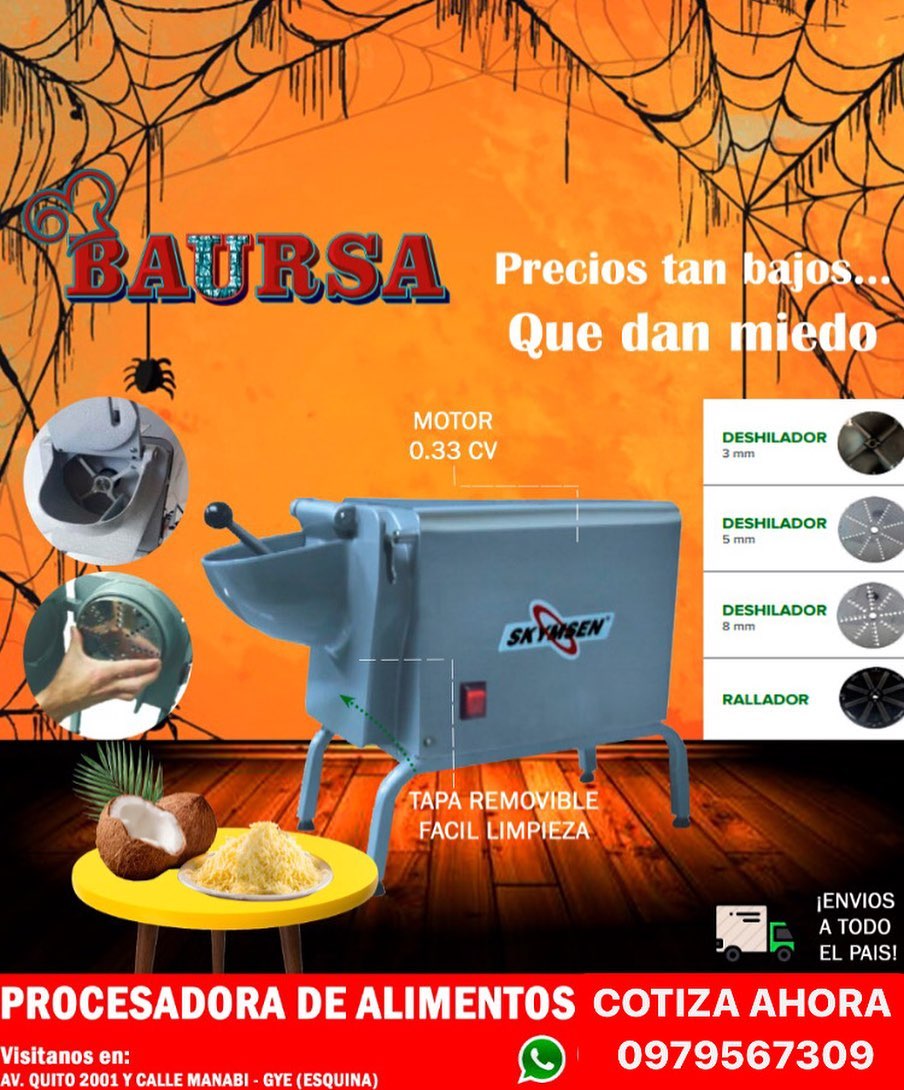 BAURSA
Precios tan bajos...
Que dan miedo
MOTOR
0.33 CV
DESHILADOR
3 mm
DESHILADOR
5 mm
DESHILADOR
8 mm
RALLADOR
SKYMSEN
TAPA REMOVIBLE
FACIL LIMPIEZA
¡ENVIOS
A TODO
EL PAIS!
PROCESADORA DE ALIMENTOS
COTIZA AHORA
Visitanos en:
AV. QUITO 2001 Y CALLE MANABI - GYE (ESQUINA)
0979567309